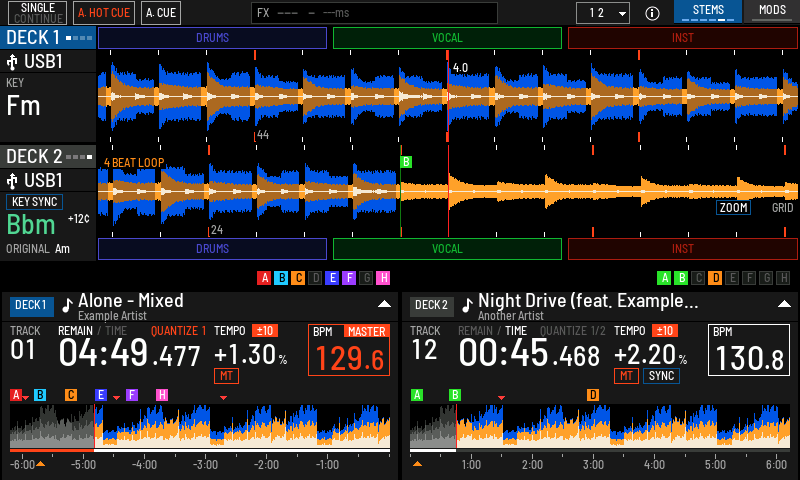 SINGLE
CONTINUE
A. HOT CUE
A. CUE
FX --- - ---ms
1 2
STEMS
MODS
DECK 1
DRUMS
VOCAL
INST
USB1
KEY
Fm
4.0
44
DECK 2
4 BEAT LOOP
B
USB1
KEY SYNC
Bbm
+12¢
ORIGINAL Am
ZOOM
GRID
24
DRUMS
VOCAL
INST
A B C D E F G H
A B C D E F G H
DECK 1
Alone - Mixed
Example Artist
TRACK
01
REMAIN / TIME
QUANTIZE 1
04:49.477
TEMPO
±10
+1.30%
MT
BPM
MASTER
129.6
A B C E F H
-6:00 -5:00 -4:00 -3:00 -2:00 -1:00
DECK 2
Night Drive (feat. Example...
Another Artist
TRACK
12
REMAIN / TIME
QUANTIZE 1/2
00:45.468
TEMPO
±10
+2.20%
MT
SYNC
BPM
130.8
A B D
1:00 2:00 3:00 4:00 5:00 6:00